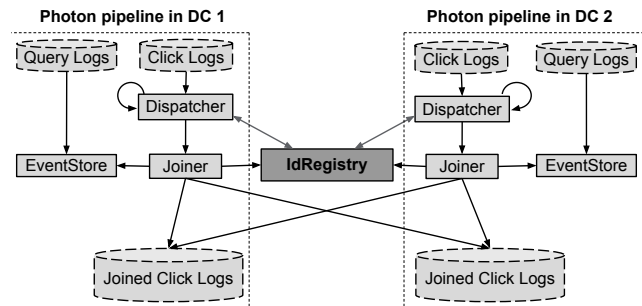 Photon pipeline in DC 1
Photon pipeline in DC 2
Query Logs
Click Logs
Click Logs
Query Logs
Dispatcher
Dispatcher
EventStore
Joiner
IdRegistry
Joiner
EventStore
Joined Click Logs
Joined Click Logs